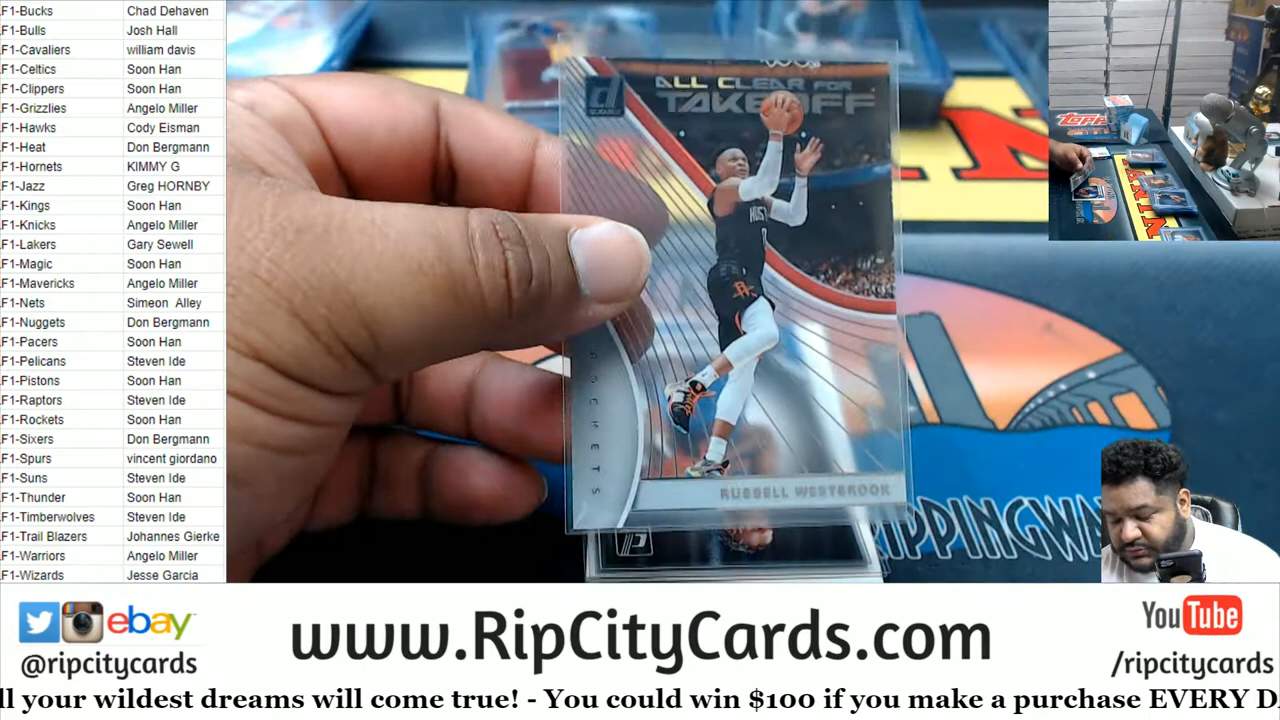 F1-Bucks Chad Dehaven
F1-Bulls Josh Hall
F1-Cavaliers william davis
F1-Celtics Soon Han
F1-Clippers Soon Han
F1-Grizzlies Angelo Miller
F1-Hawks Cody Eisman
F1-Heat Don Bergmann
F1-Hornets KIMMY G
F1-Jazz Greg HORNBY
F1-Kings Soon Han
F1-Knicks Angelo Miller
F1-Lakers Gary Sewell
F1-Magic Soon Han
F1-Mavericks Angelo Miller
F1-Nets Simeon Alley
F1-Nuggets Don Bergmann
F1-Pacers Soon Han
F1-Pelicans Steven Ide
F1-Pistons Soon Han
F1-Raptors Steven Ide
F1-Rockets Soon Han
F1-Sixers Don Bergmann
F1-Spurs vincent giordano
F1-Suns Steven Ide
F1-Thunder Soon Han
F1-Timberwolves Steven Ide
F1-Trail Blazers Johannes Gierke
F1-Warriors Angelo Miller
F1-Wizards Jesse Garcia
d
ALL CLEAR FOR
TAKEOFF
HOUST
R
ROCKETS
RUSSELL WESTBROOK
RIPPINGWA
TOPPS
PANINI
ebay
@ripcitycards
www.RipCityCards.com
YouTube
/ripcitycards
ll your wildest dreams will come true! - You could win $100 if you make a purchase EVERY D